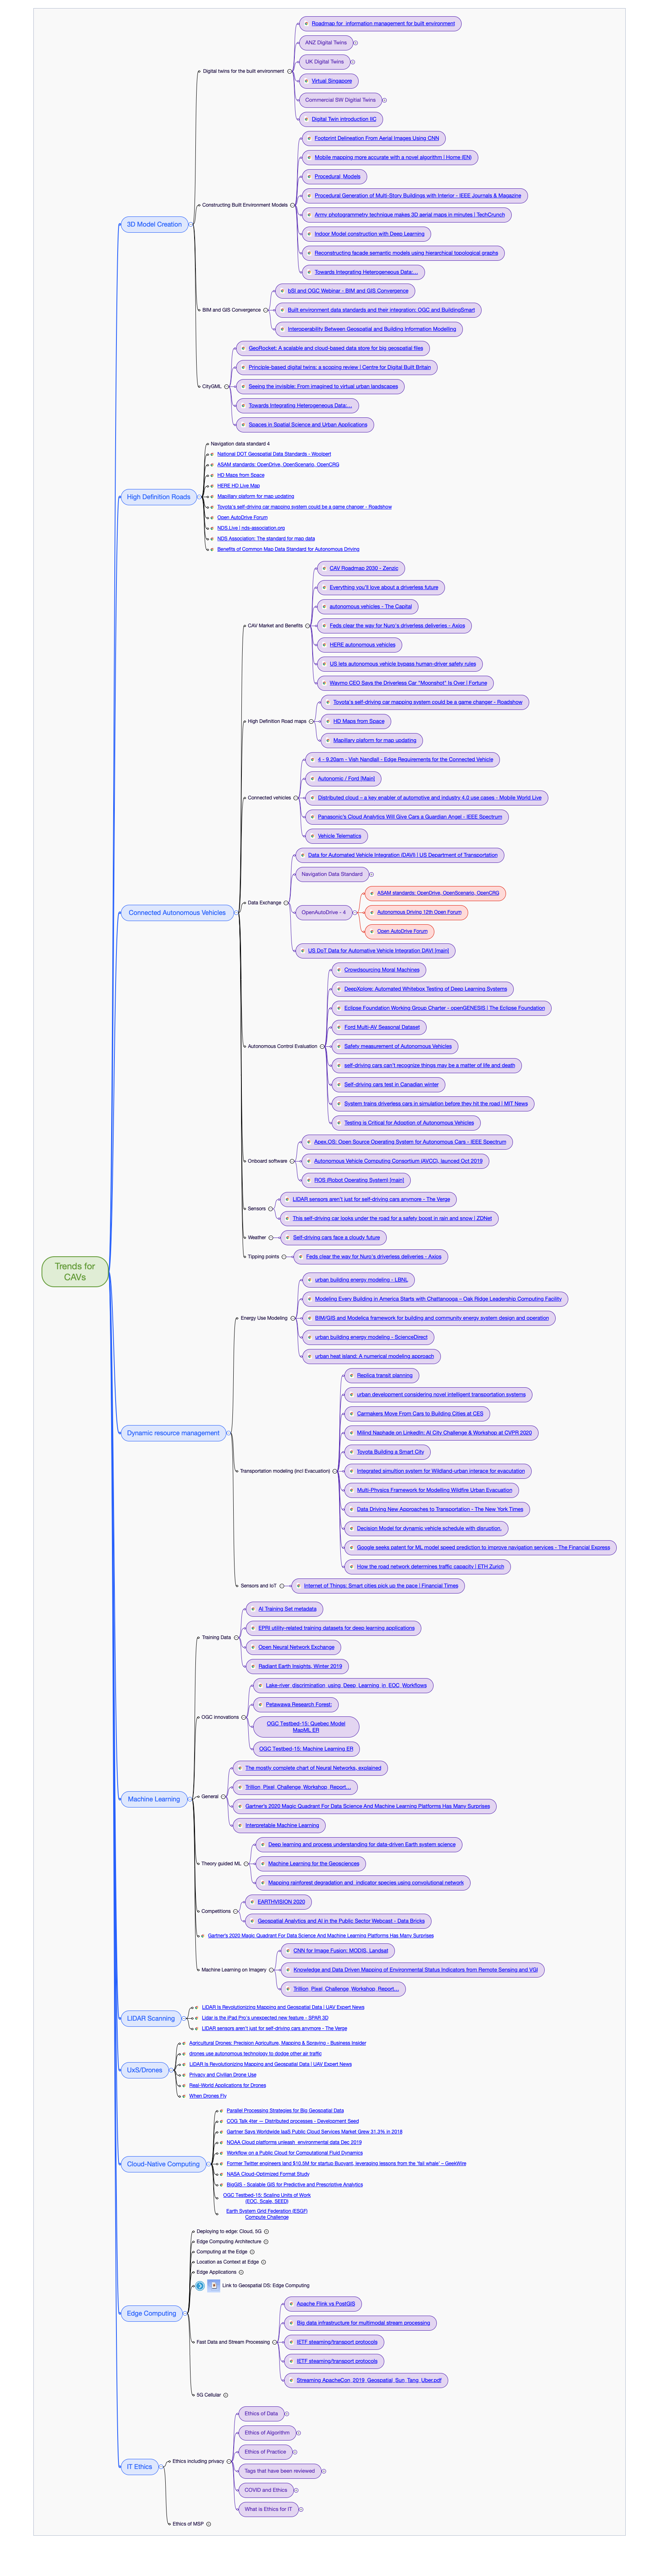 Roadmap for information management for built environment
ANZ Digital Twins
UK Digital Twins
Digital twins for the built environment
Virtual Singapore
Commercial SW Digitial Twins
Digital Twin introduction IIC
Footprint Delineation From Aerial Images Using CNN
Mobile mapping more accurate with a novel algorithm | Home (EN)
Procedural_Models
Procedural Generation of Multi-Story Buildings with Interior - IEEE Journals & Magazine
Constructing Built Environment Models
Army photogrammetry technique makes 3D aerial maps in minutes | TechCrunch
3D Model Creation
Indoor Model construction with Deep Learning
Reconstructing facade semantic models using hierarchical topological graphs
Towards Integrating Heterogeneous Data:...
bSI and OGC Webinar - BIM and GIS Convergence
BIM and GIS Convergence
Built environment data standards and their integration: OGC and BuildingSmart
Interoperability Between Geospatial and Building Information Modelling
GeoRocket: A scalable and cloud-based data store for big geospatial files
Principle-based digital twins: a scoping review | Centre for Digital Built Britain
CityGML
Seeing the invisible: From imagined to virtual urban landscapes
Towards Integrating Heterogeneous Data:...
Spaces in Spatial Science and Urban Applications
Navigation data standard 4
National DOT Geospatial Data Standards - Woolpert
ASAM standards: OpenDrive, OpenScenario, OpenCRG
HD Maps from Space
HERE HD Live Map
High Definition Roads
Mapillary plaform for map updating
Toyota's self-driving car mapping system could be a game changer - Roadshow
Open AutoDrive Forum
NDS.Live | nds-association.org
NDS Association: The standard for map data
Benefits of Common Map Data Standard for Autonomous Driving
CAV Roadmap 2030 - Zenzic
Everything you'll love about a driverless future
autonomous vehicles - The Capital
CAV Market and Benefits
Feds clear the way for Nuro's driverless deliveries - Axios
HERE autonomous vehicles
US lets autonomous vehicle bypass human-driver safety rules
Waymo CEO Says the Driverless Car "Moonshot" Is Over | Fortune
Toyota's self-driving car mapping system could be a game changer - Roadshow
High Definition Road maps
HD Maps from Space
Mapillary plaform for map updating
4 - 9.20am - Vish Nandlall - Edge Requirements for the Connected Vehicle
Autonomic / Ford [Main]
Connected vehicles
Distributed cloud – a key enabler of automotive and industry 4.0 use cases - Mobile World Live
Panasonic's Cloud Analytics Will Give Cars a Guardian Angel - IEEE Spectrum
Vehicle Telematics
Data for Automated Vehicle Integration (DAVI) | US Department of Transportation
Navigation Data Standard
Data Exchange
ASAM standards: OpenDrive, OpenScenario, OpenCRG
OpenAutoDrive - 4
Autonomous Driving 12th Open Forum
Open AutoDrive Forum
Connected Autonomous Vehicles
US DoT Data for Automative Vehicle Integration DAVI [main]
Crowdsourcing Moral Machines
DeepXplore: Automated Whitebox Testing of Deep Learning Systems
Eclipse Foundation Working Group Charter - openGENESIS | The Eclipse Foundation
Ford Multi-AV Seasonal Dataset
Autonomous Control Evaluation
Safety measurement of Autonomous Vehicles
self-driving cars can't recognize things may be a matter of life and death
Self-driving cars test in Canadian winter
System trains driverless cars in simulation before they hit the road | MIT News
Testing is Critical for Adoption of Autonomous Vehicles
Apex.OS: Open Source Operating System for Autonomous Cars - IEEE Spectrum
Onboard software
Autonomous Vehicle Computing Consortium (AVCC), launced Oct 2019
ROS (Robot Operating System) [main]
LIDAR sensors aren't just for self-driving cars anymore - The Verge
Sensors
This self-driving car looks under the road for a safety boost in rain and snow | ZDNet
Weather
Self-driving cars face a cloudy future
Tipping points
Feds clear the way for Nuro's driverless deliveries - Axios
Trends for
CAVs
urban building energy modeling - LBNL
Modeling Every Building in America Starts with Chattanooga – Oak Ridge Leadership Computing Facility
Energy Use Modeling
BIM/GIS and Modelica framework for building and community energy system design and operation
urban building energy modeling - ScienceDirect
urban heat island: A numerical modeling approach
Replica transit planning
urban development considering novel intelligent transportation systems
Carmakers Move From Cars to Building Cities at CES
Dynamic resource management
Milind Naphade on LinkedIn: AI City Challenge & Workshop at CVPR 2020
Toyota Building a Smart City
Transportation modeling (incl Evacuation)
Integrated simultion system for Wildland-urban interace for evacutation
Multi-Physics Framework for Modelling Wildfire Urban Evacuation
Data Driving New Approaches to Transportation - The New York Times
Decision Model for dynamic vehicle schedule with disruption.
Google seeks patent for ML model speed prediction to improve navigation services - The Financial Express
How the road network determines traffic capacity | ETH Zurich
Sensors and IoT
Internet of Things: Smart cities pick up the pace | Financial Times
AI Training Set metadata
EPRI utility-related training datasets for deep learning applications
Training Data
Open Neural Network Exchange
Radiant Earth Insights, Winter 2019
Lake-river_discrimination_using_Deep_Learning_in_EOC_Workflows
Petawawa Research Forest:
OGC innovations
OGC Testbed-15: Quebec Model
MapML ER
OGC Testbed-15: Machine Learning ER
The mostly complete chart of Neural Networks, explained
Trillion_Pixel_Challenge_Workshop_Report....
General
Machine Learning
Gartner's 2020 Magic Quadrant For Data Science And Machine Learning Platforms Has Many Surprises
Interpretable Machine Learning
Deep learning and process understanding for data-driven Earth system science
Theory guided ML
Machine Learning for the Geosciences
Mapping rainforest degradation and indicator species using convolutional network
EARTHVISION 2020
Competitions
Geospatial Analytics and AI in the Public Sector Webcast - Data Bricks
Gartner's 2020 Magic Quadrant For Data Science And Machine Learning Platforms Has Many Surprises
CNN for Image Fusion: MODIS, Landsat
Machine Learning on Imagery
Knowledge and Data Driven Mapping of Environmental Status Indicators from Remote Sensing and VGI
Trillion_Pixel_Challenge_Workshop_Report....
LiDAR Is Revolutionizing Mapping and Geospatial Data | UAV Expert News
LIDAR Scanning
Lidar is the iPad Pro's unexpected new feature - SPAR 3D
LIDAR sensors aren't just for self-driving cars anymore - The Verge
Agricultural Drones: Precision Agriculture, Mapping & Spraying - Business Insider
drones use autonomous technology to dodge other air traffic
LiDAR Is Revolutionizing Mapping and Geospatial Data | UAV Expert News
UxS/Drones
Privacy and Civilian Drone Use
Real-World Applications for Drones
When Drones Fly
Parallel Processing Strategies for Big Geospatial Data
COG Talk 4ter — Distributed processes - Development Seed
Gartner Says Worldwide IaaS Public Cloud Services Market Grew 31.3% in 2018
NOAA Cloud platforms unleash_environmental data Dec 2019
Workflow on a Public Cloud for Computational Fluid Dynamics
Cloud-Native Computing
Former Twitter engineers land $10.5M for startup Buoyant, leveraging lessons from the 'fail whale' – GeekWire
NASA Cloud-Optimized Format Study
BigGIS - Scalable GIS for Predictive and Prescriptive Analytics
OGC Testbed-15: Scaling Units of Work
(EOC, Scale, SEED)
Earth System Grid Federation (ESGF)
Compute Challenge
Deploying to edge: Cloud, 5G
Edge Computing Architecture
Computing at the Edge
Location as Context at Edge
Edge Applications
Link to Geospatial DS: Edge Computing
Apache Flink vs PostGIS
Edge Computing
Big data infrastructure for multimodal stream processing
Fast Data and Stream Processing
IETF steaming/transport protocols
IETF steaming/transport protocols
Streaming_ApacheCon_2019_Geospatial_Sun_Tang_Uber.pdf
5G Cellular
Ethics of Data
Ethics of Algorithm
Ethics of Practice
Ethics including privacy
IT Ethics
Tags that have been reviewed
COVID and Ethics
What is Ethics for IT
Ethics of MSP